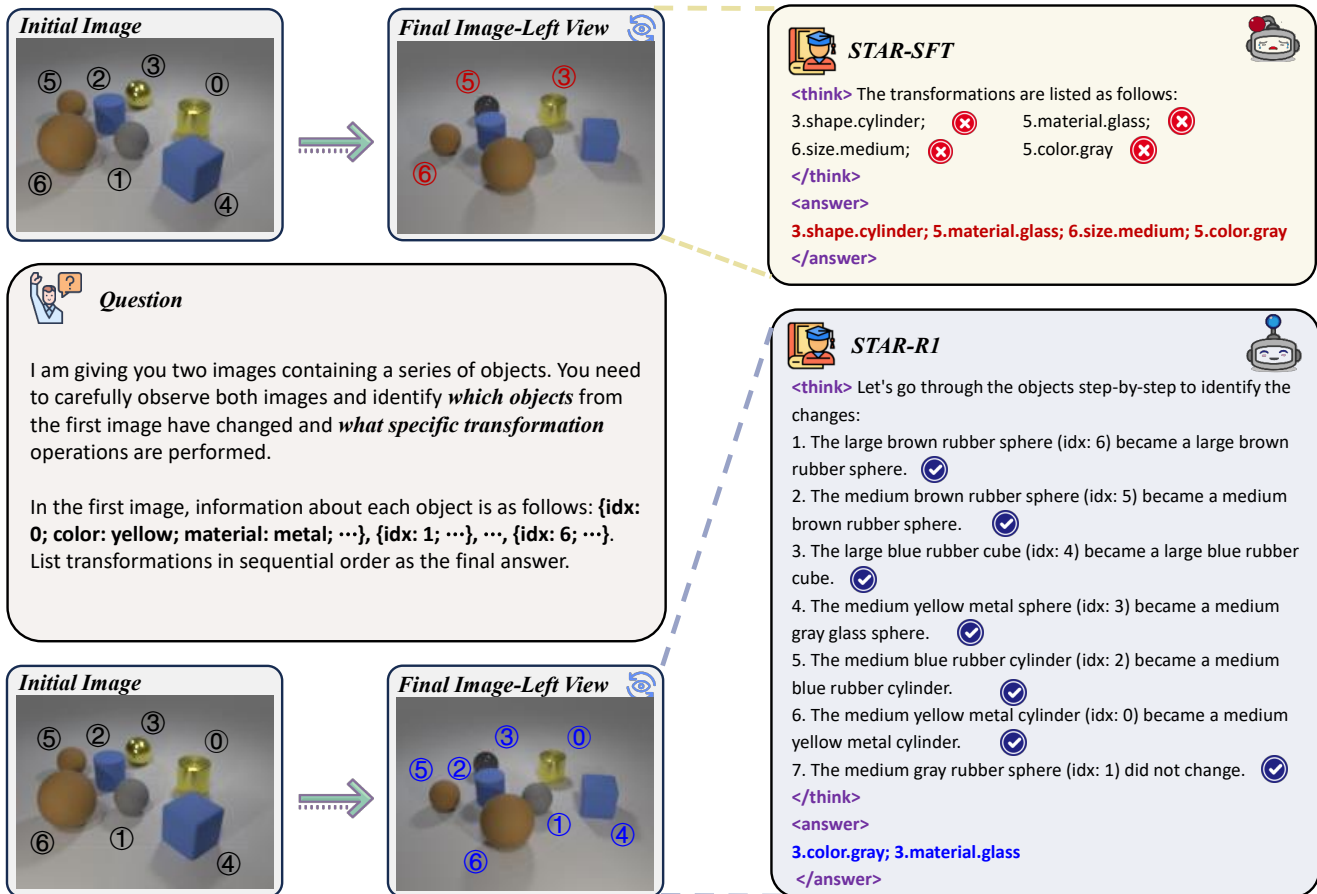 Initial Image
⑤
②
③
⓪
⑥
①
④
Final Image-Left View
⑤
③
⑥
STAR-SFT
<think> The transformations are listed as follows:
3.shape.cylinder; 5.material.glass;
6.size.medium; 5.color.gray
</think>
<answer>
3.shape.cylinder; 5.material.glass; 6.size.medium; 5.color.gray
</answer>
?
Question
I am giving you two images containing a series of objects. You need
to carefully observe both images and identify which objects from
the first image have changed and what specific transformation
operations are performed.
In the first image, information about each object is as follows: {idx:
0; color: yellow; material: metal; ···}, {idx: 1; ···}, ···, {idx: 6; ···}.
List transformations in sequential order as the final answer.
Initial Image
⑤
②
③
⓪
⑥
①
④
Final Image-Left View
③
⓪
⑤
②
①
④
⑥
STAR-R1
<think> Let's go through the objects step-by-step to identify the
changes:
1. The large brown rubber sphere (idx: 6) became a large brown
rubber sphere.
2. The medium brown rubber sphere (idx: 5) became a medium
brown rubber sphere.
3. The large blue rubber cube (idx: 4) became a large blue rubber
cube.
4. The medium yellow metal sphere (idx: 3) became a medium
gray glass sphere.
5. The medium blue rubber cylinder (idx: 2) became a medium
blue rubber cylinder.
6. The medium yellow metal cylinder (idx: 0) became a medium
yellow metal cylinder.
7. The medium gray rubber sphere (idx: 1) did not change.
</think>
<answer>
3.color.gray; 3.material.glass
</answer>